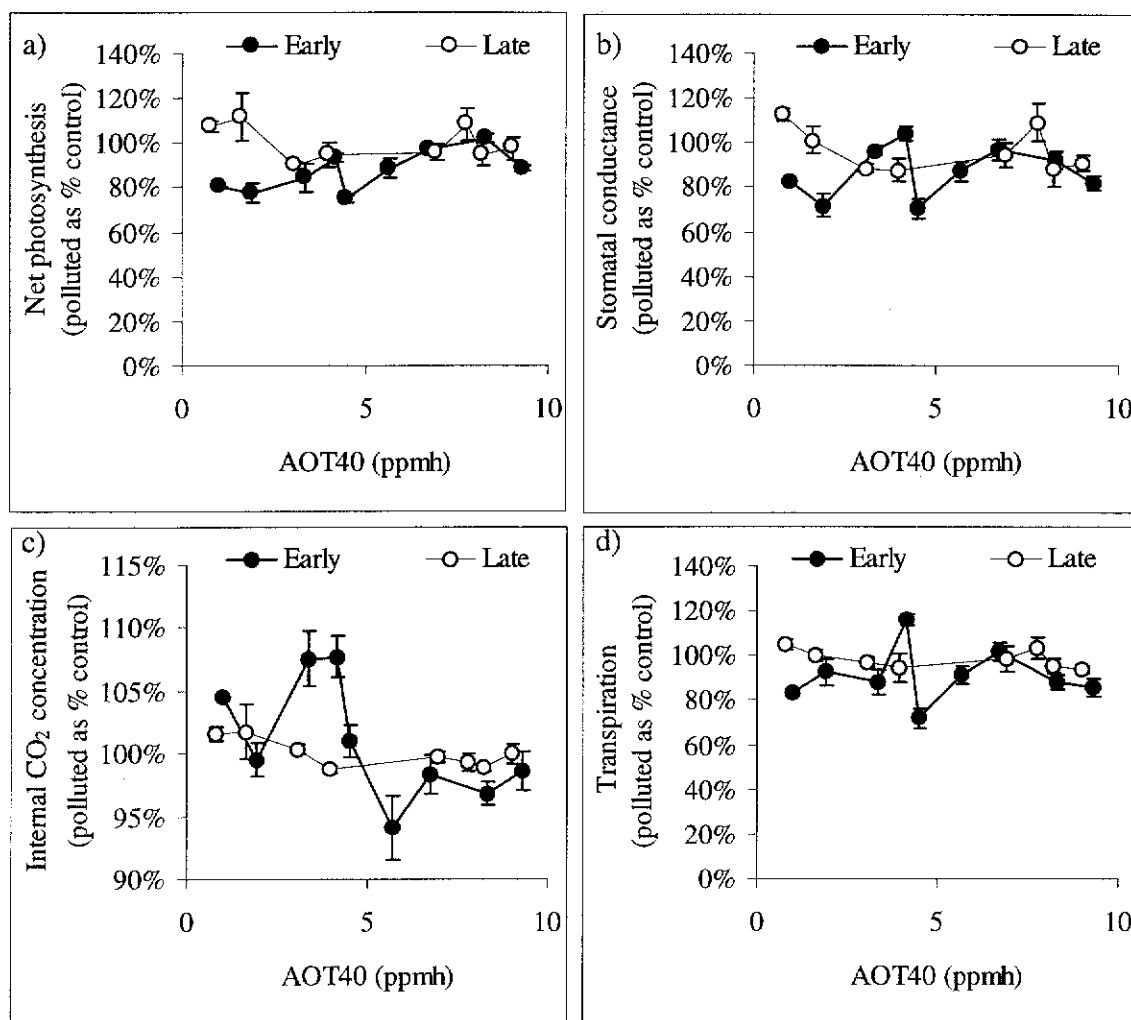 a)
Early
Late
Net photosynthesis
(polluted as % control)
140%
120%
100%
80%
60%
40%
20%
0%
0
5
10
AOT40 (ppmh)
b)
Early
Late
Stomatal conductance
(polluted as % control)
140%
120%
100%
80%
60%
40%
20%
0%
0
5
10
AOT40 (ppmh)
c)
Early
Late
Internal CO₂ concentration
(polluted as % control)
115%
110%
105%
100%
95%
90%
0
5
10
AOT40 (ppmh)
d)
Early
Late
Transpiration
(polluted as % control)
140%
120%
100%
80%
60%
40%
20%
0%
0
5
10
AOT40 (ppmh)